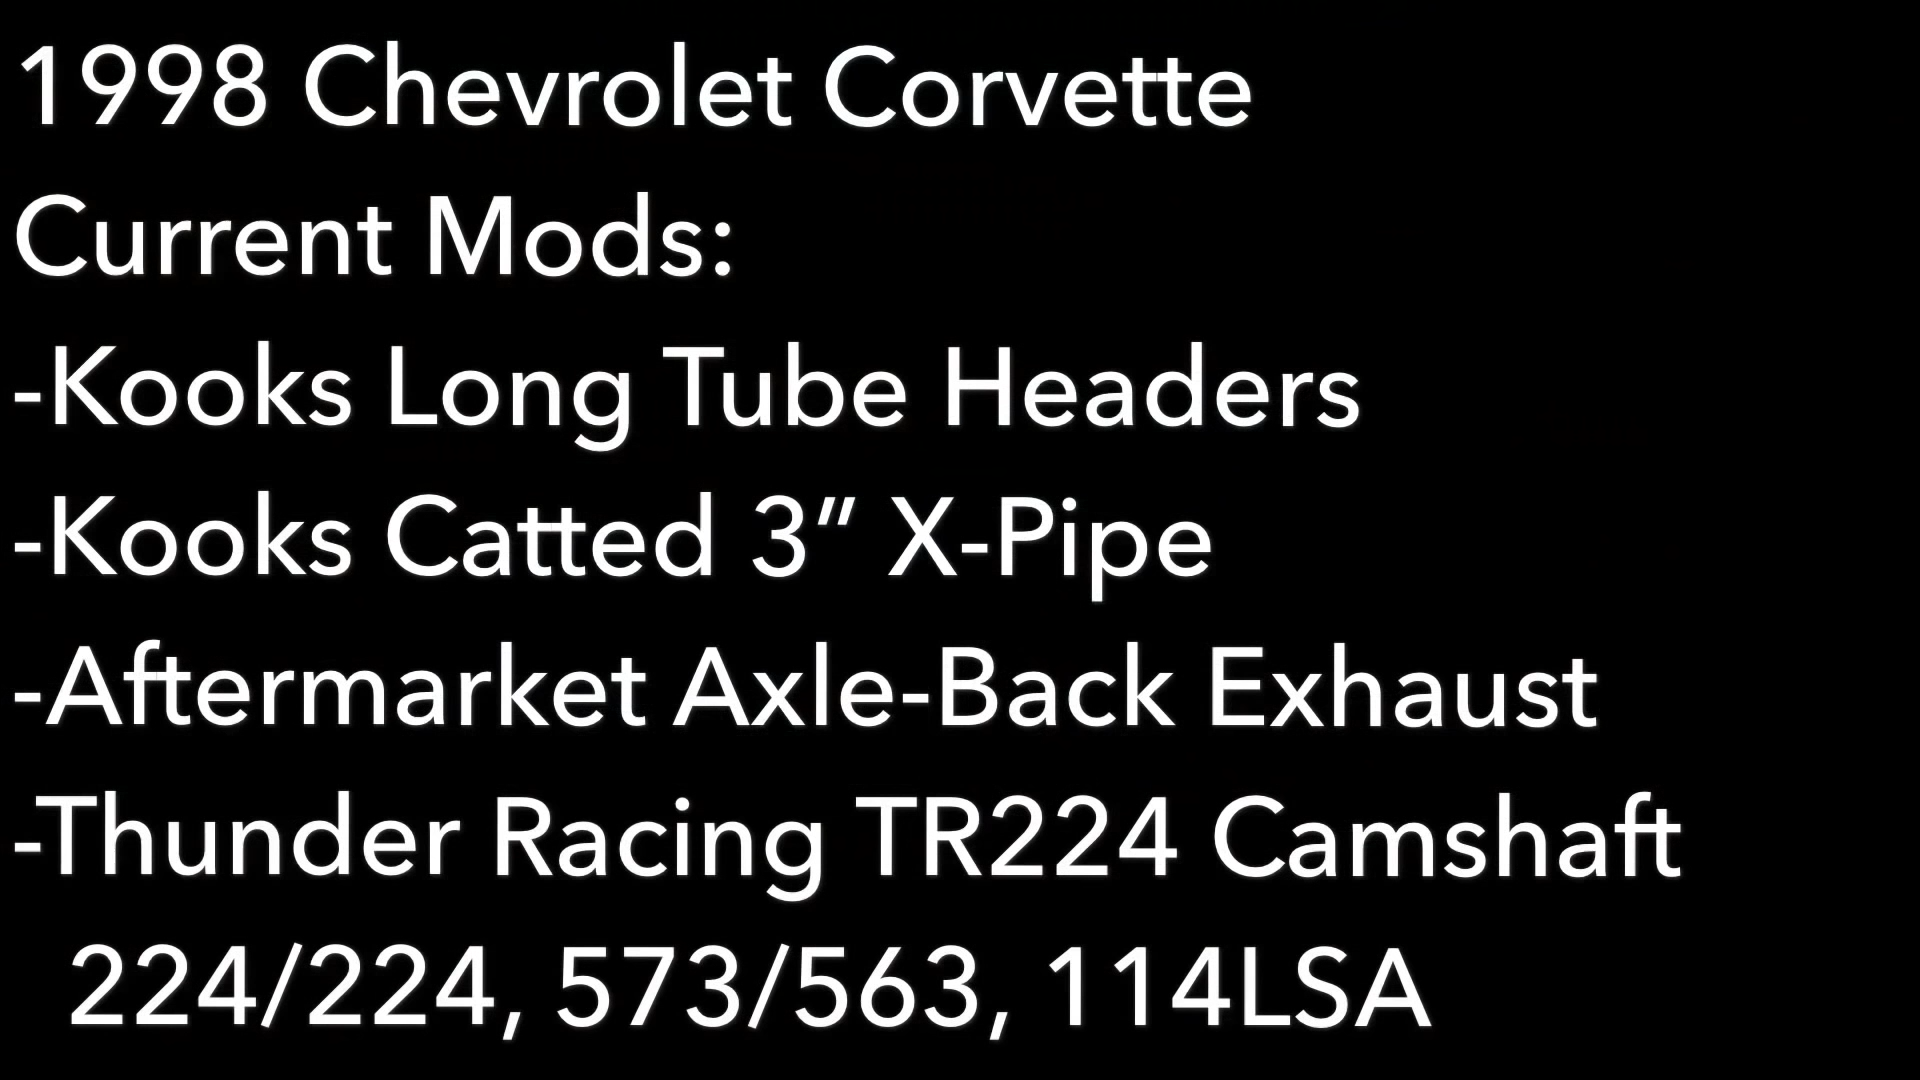 1998 Chevrolet Corvette
Current Mods:
-Kooks Long Tube Headers
-Kooks Catted 3” X-Pipe
-Aftermarket Axle-Back Exhaust
-Thunder Racing TR224 Camshaft
224/224, 573/563, 114LSA